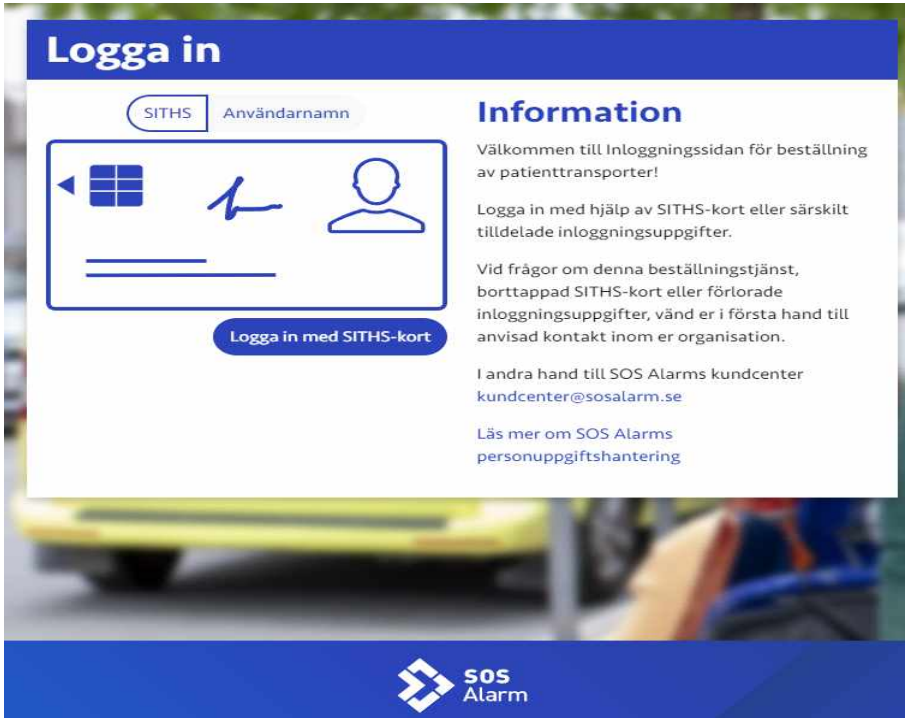 Logga in
SITHS
Användarnamn
Logga in med SITHS-kort
Information
Välkommen till Inloggningssidan för beställning
av patienttransporter!
Logga in med hjälp av SITHS-kort eller särskilt
tilldelade inloggningsuppgifter.
Vid frågor om denna beställningstjänst,
borttappad SITHS-kort eller förlorade
inloggningsuppgifter, vänd er i första hand till
anvisad kontakt inom er organisation.
I andra hand till SOS Alarms kundcenter
kundcenter@sosalarm.se
Läs mer om SOS Alarms
personuppgiftshantering
SOS
Alarm